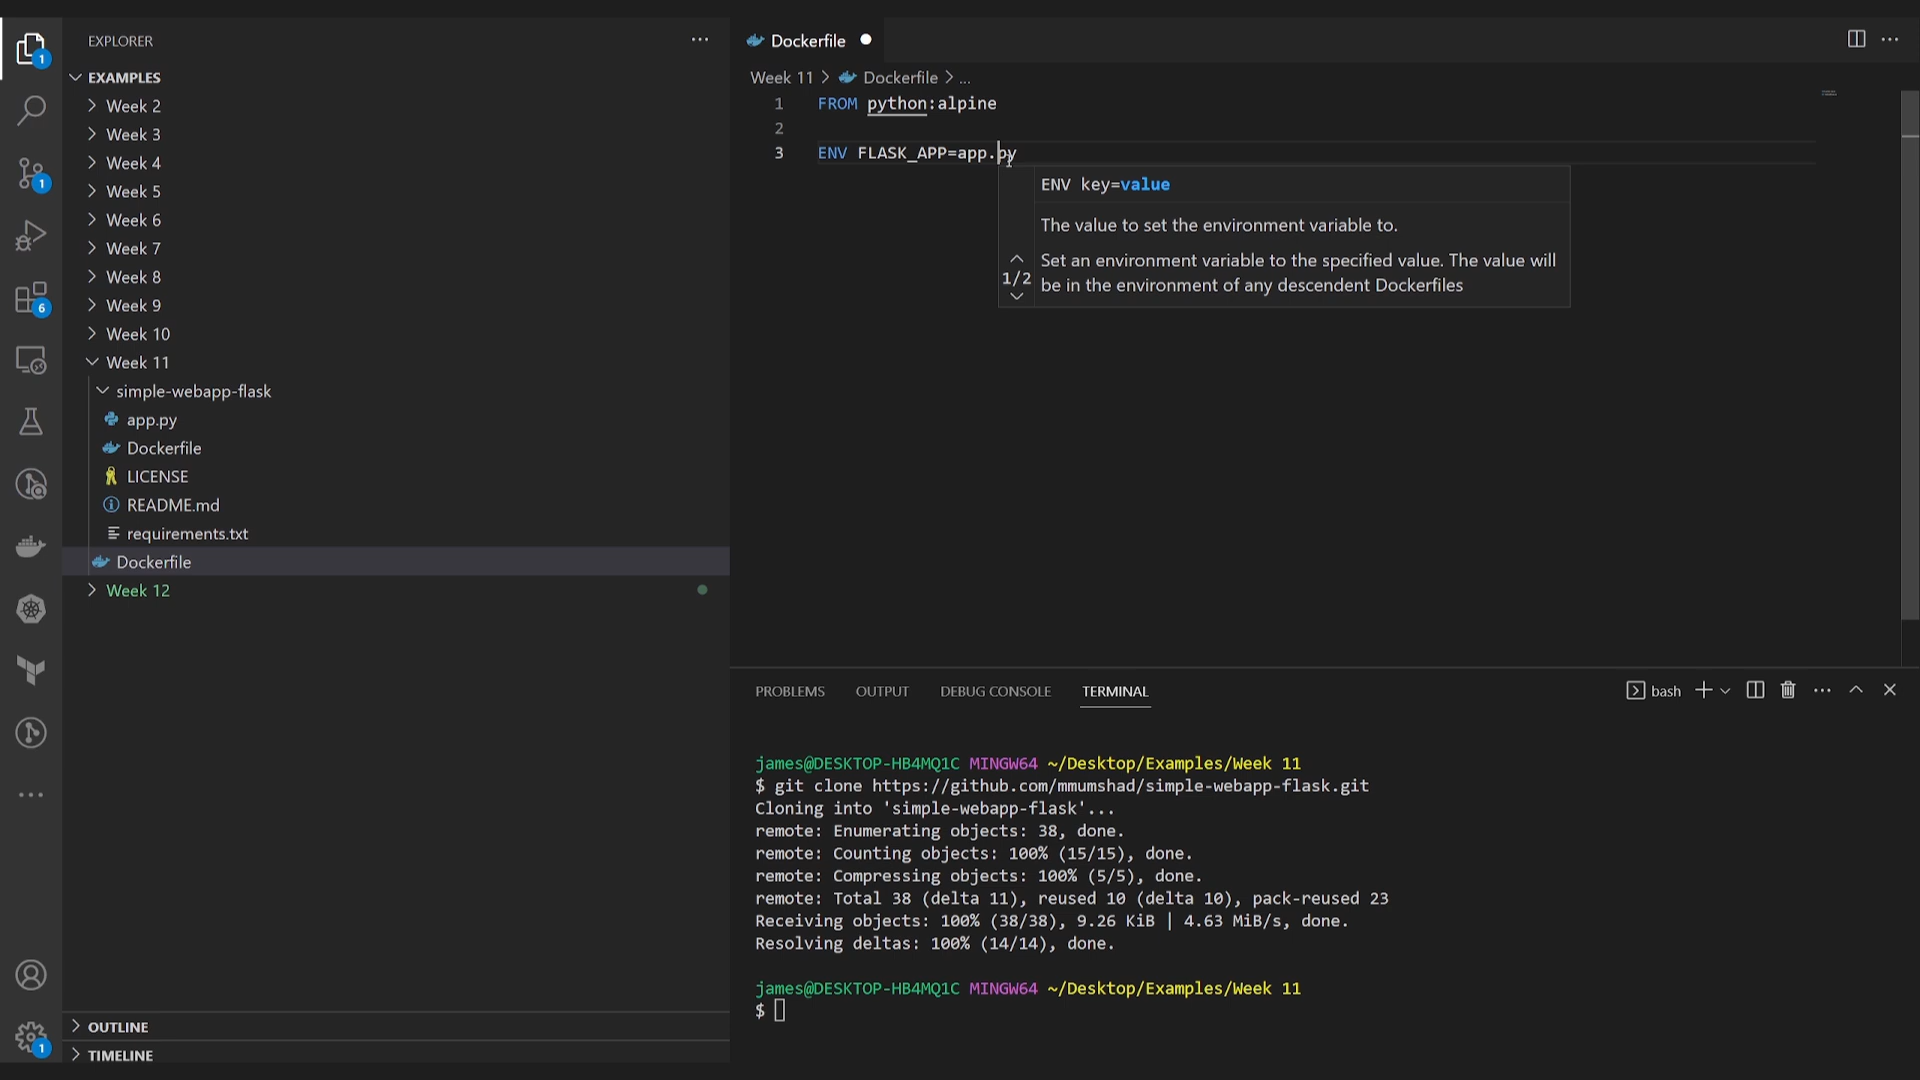 EXPLORER
EXAMPLES
Week 2
Week 3
Week 4
Week 5
Week 6
Week 7
Week 8
Week 9
Week 10
Week 11
simple-webapp-flask
app.py
Dockerfile
LICENSE
README.md
requirements.txt
Dockerfile
Week 12
OUTLINE
TIMELINE
1
1
6
1
Dockerfile
Week 11 > Dockerfile > ...
1 FROM python:alpine
2
3 ENV FLASK_APP=app.py
ENV key=value
The value to set the environment variable to.
1/2
Set an environment variable to the specified value. The value will
be in the environment of any descendent Dockerfiles
PROBLEMS OUTPUT DEBUG CONSOLE TERMINAL
bash
james@DESKTOP-HB4MQ1C MINGW64 ~/Desktop/Examples/Week 11
$ git clone https://github.com/mmumshad/simple-webapp-flask.git
Cloning into 'simple-webapp-flask'...
remote: Enumerating objects: 38, done.
remote: Counting objects: 100% (15/15), done.
remote: Compressing objects: 100% (5/5), done.
remote: Total 38 (delta 11), reused 10 (delta 10), pack-reused 23
Receiving objects: 100% (38/38), 9.26 KiB | 4.63 MiB/s, done.
Resolving deltas: 100% (14/14), done.
james@DESKTOP-HB4MQ1C MINGW64 ~/Desktop/Examples/Week 11
$